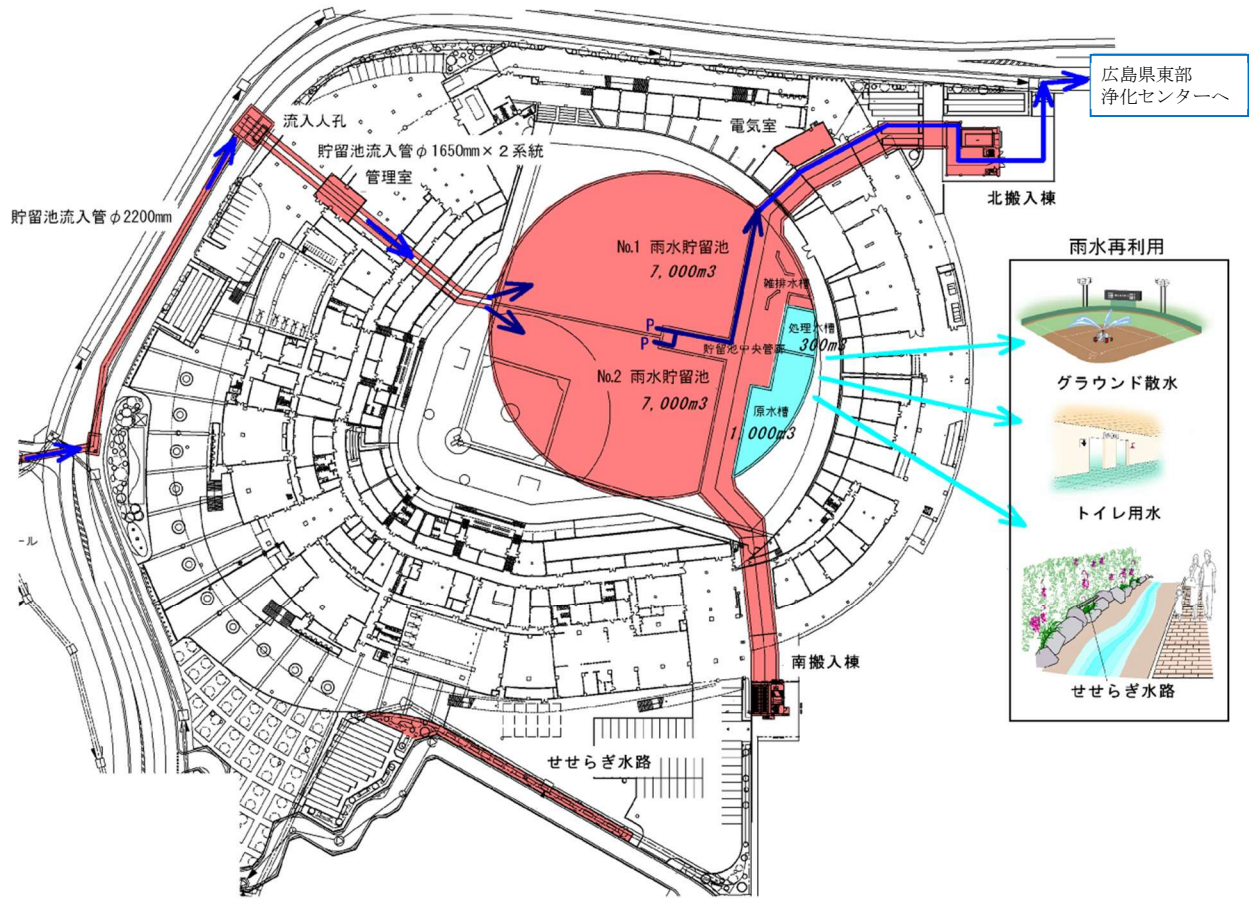 広島県東部
浄化センターへ
流入人孔
電気室
貯留池流入管φ1650mm×2系統
管理室
北搬入棟
貯留池流入管φ2200mm
雨水再利用
No.1 雨水貯留池
7,000m3
雑排水槽
処理水槽
300m3
P
P
貯留池中央管廊
グラウンド散水
No.2 雨水貯留池
7,000m3
原水槽
1,000m3
トイレ用水
ール
南搬入棟
せせらぎ水路
せせらぎ水路